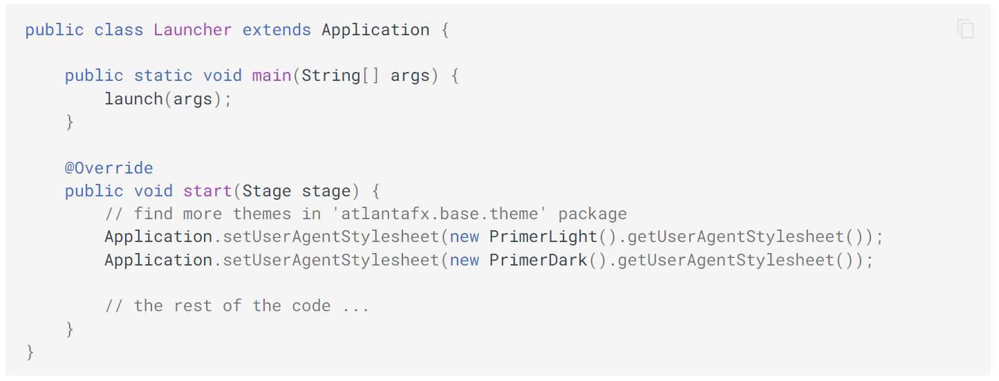 public class Launcher extends Application {
    public static void main(String[] args) {
        launch(args);
    }
    @Override
    public void start(Stage stage) {
        // find more themes in 'atlantafx.base.theme' package
        Application.setUserAgentStylesheet(new PrimerLight().getUserAgentStylesheet());
        Application.setUserAgentStylesheet(new PrimerDark().getUserAgentStylesheet());
        // the rest of the code ...
    }
}